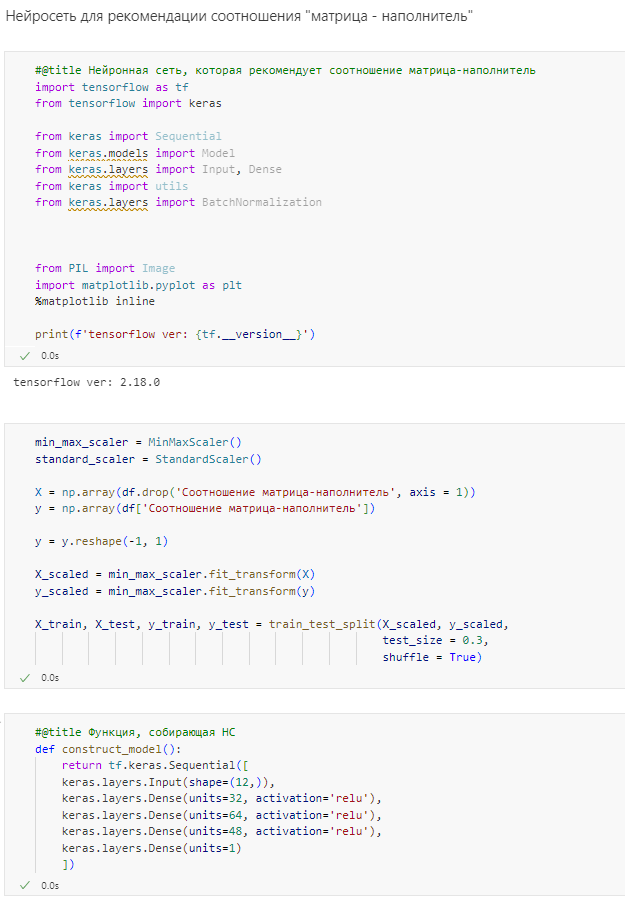 Нейросеть для рекомендации соотношения "матрица - наполнитель"
#@title Нейронная сеть, которая рекомендует соотношение матрица-наполнитель
import tensorflow as tf
from tensorflow import keras
from keras import Sequential
from keras.models import Model
from keras.layers import Input, Dense
from keras import utils
from keras.layers import BatchNormalization
from PIL import Image
import matplotlib.pyplot as plt
%matplotlib inline
print(f'tensorflow ver: {tf.__version__}')
0.0s
tensorflow ver: 2.18.0
min_max_scaler = MinMaxScaler()
standard_scaler = StandardScaler()
X = np.array(df.drop('Соотношение матрица-наполнитель', axis = 1))
y = np.array(df['Соотношение матрица-наполнитель'])
y = y.reshape(-1, 1)
X_scaled = min_max_scaler.fit_transform(X)
y_scaled = min_max_scaler.fit_transform(y)
X_train, X_test, y_train, y_test = train_test_split(X_scaled, y_scaled,
test_size = 0.3,
shuffle = True)
0.0s
#@title Функция, собирающая НС
def construct_model():
return tf.keras.Sequential([
keras.layers.Input(shape=(12,)),
keras.layers.Dense(units=32, activation='relu'),
keras.layers.Dense(units=64, activation='relu'),
keras.layers.Dense(units=48, activation='relu'),
keras.layers.Dense(units=1)
])
0.0s